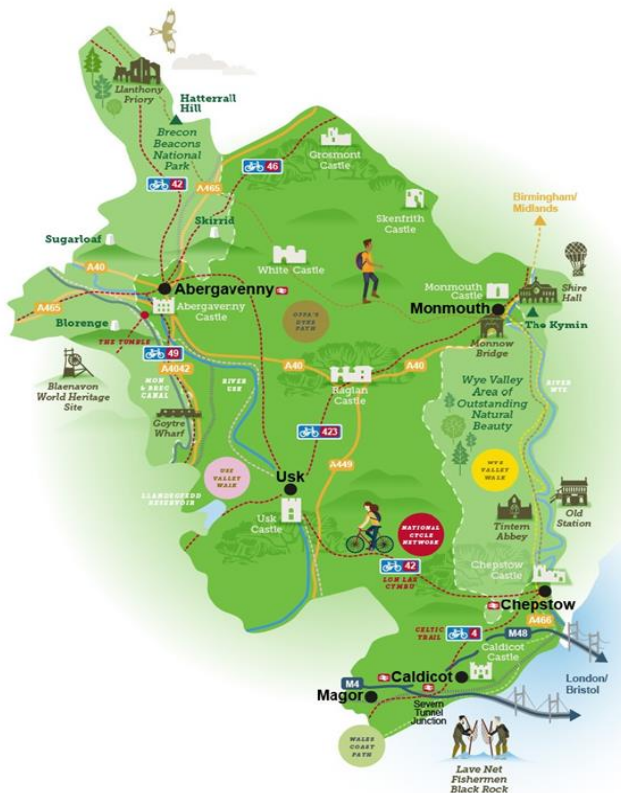 Llanthony
Priory
Hatterrall
Hill
Brecon
Beacons
National
Park
Grosmont
Castle
46
42
A465
Skenfrith
Castle
Birmingham/
Midlands
Skirrid
Sugarloaf
White Castle
A40
Shire
Hall
Abergavenny
Monmouth
Castle
Monmouth
A465
Abergavenny
Castle
OFFA'S
DYKE
PATH
The Kymin
Blorenge
Monnow
Bridge
THE TUMBLE
49
A40
A40
Raglan
Castle
Blaenavon
World Heritage
Site
A4042
MON
& BREC
CANAL
RIVER
USK
Wye Valley
Area of
Outstanding
Natural
Beauty
RIVER
WYE
Goytre
Wharf
423
A449
USK
VALLEY
WALK
WYE
VALLEY
WALK
Usk
LLANDEGFEDD
RESERVOIR
Usk
Castle
Old
Station
Tintern
Abbey
NATIONAL
CYCLE
NETWORK
42
LON LAS
CYMRU
Chepstow
Castle
Chepstow
A466
CELTIC
TRAIL
4
M48
Caldicot
Castle
Caldicot
London/
Bristol
M4
Magor
Severn
Tunnel
Junction
WALES
COAST
PATH
Lave Net
Fishermen
Black Rock